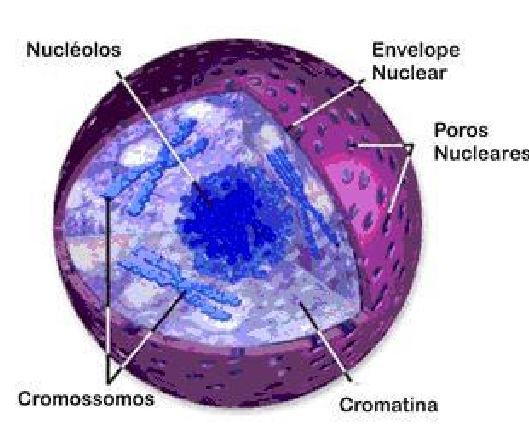 Nucléolos
Envelope
Nuclear
Poros
Nucleares
Cromossomos
Cromatina